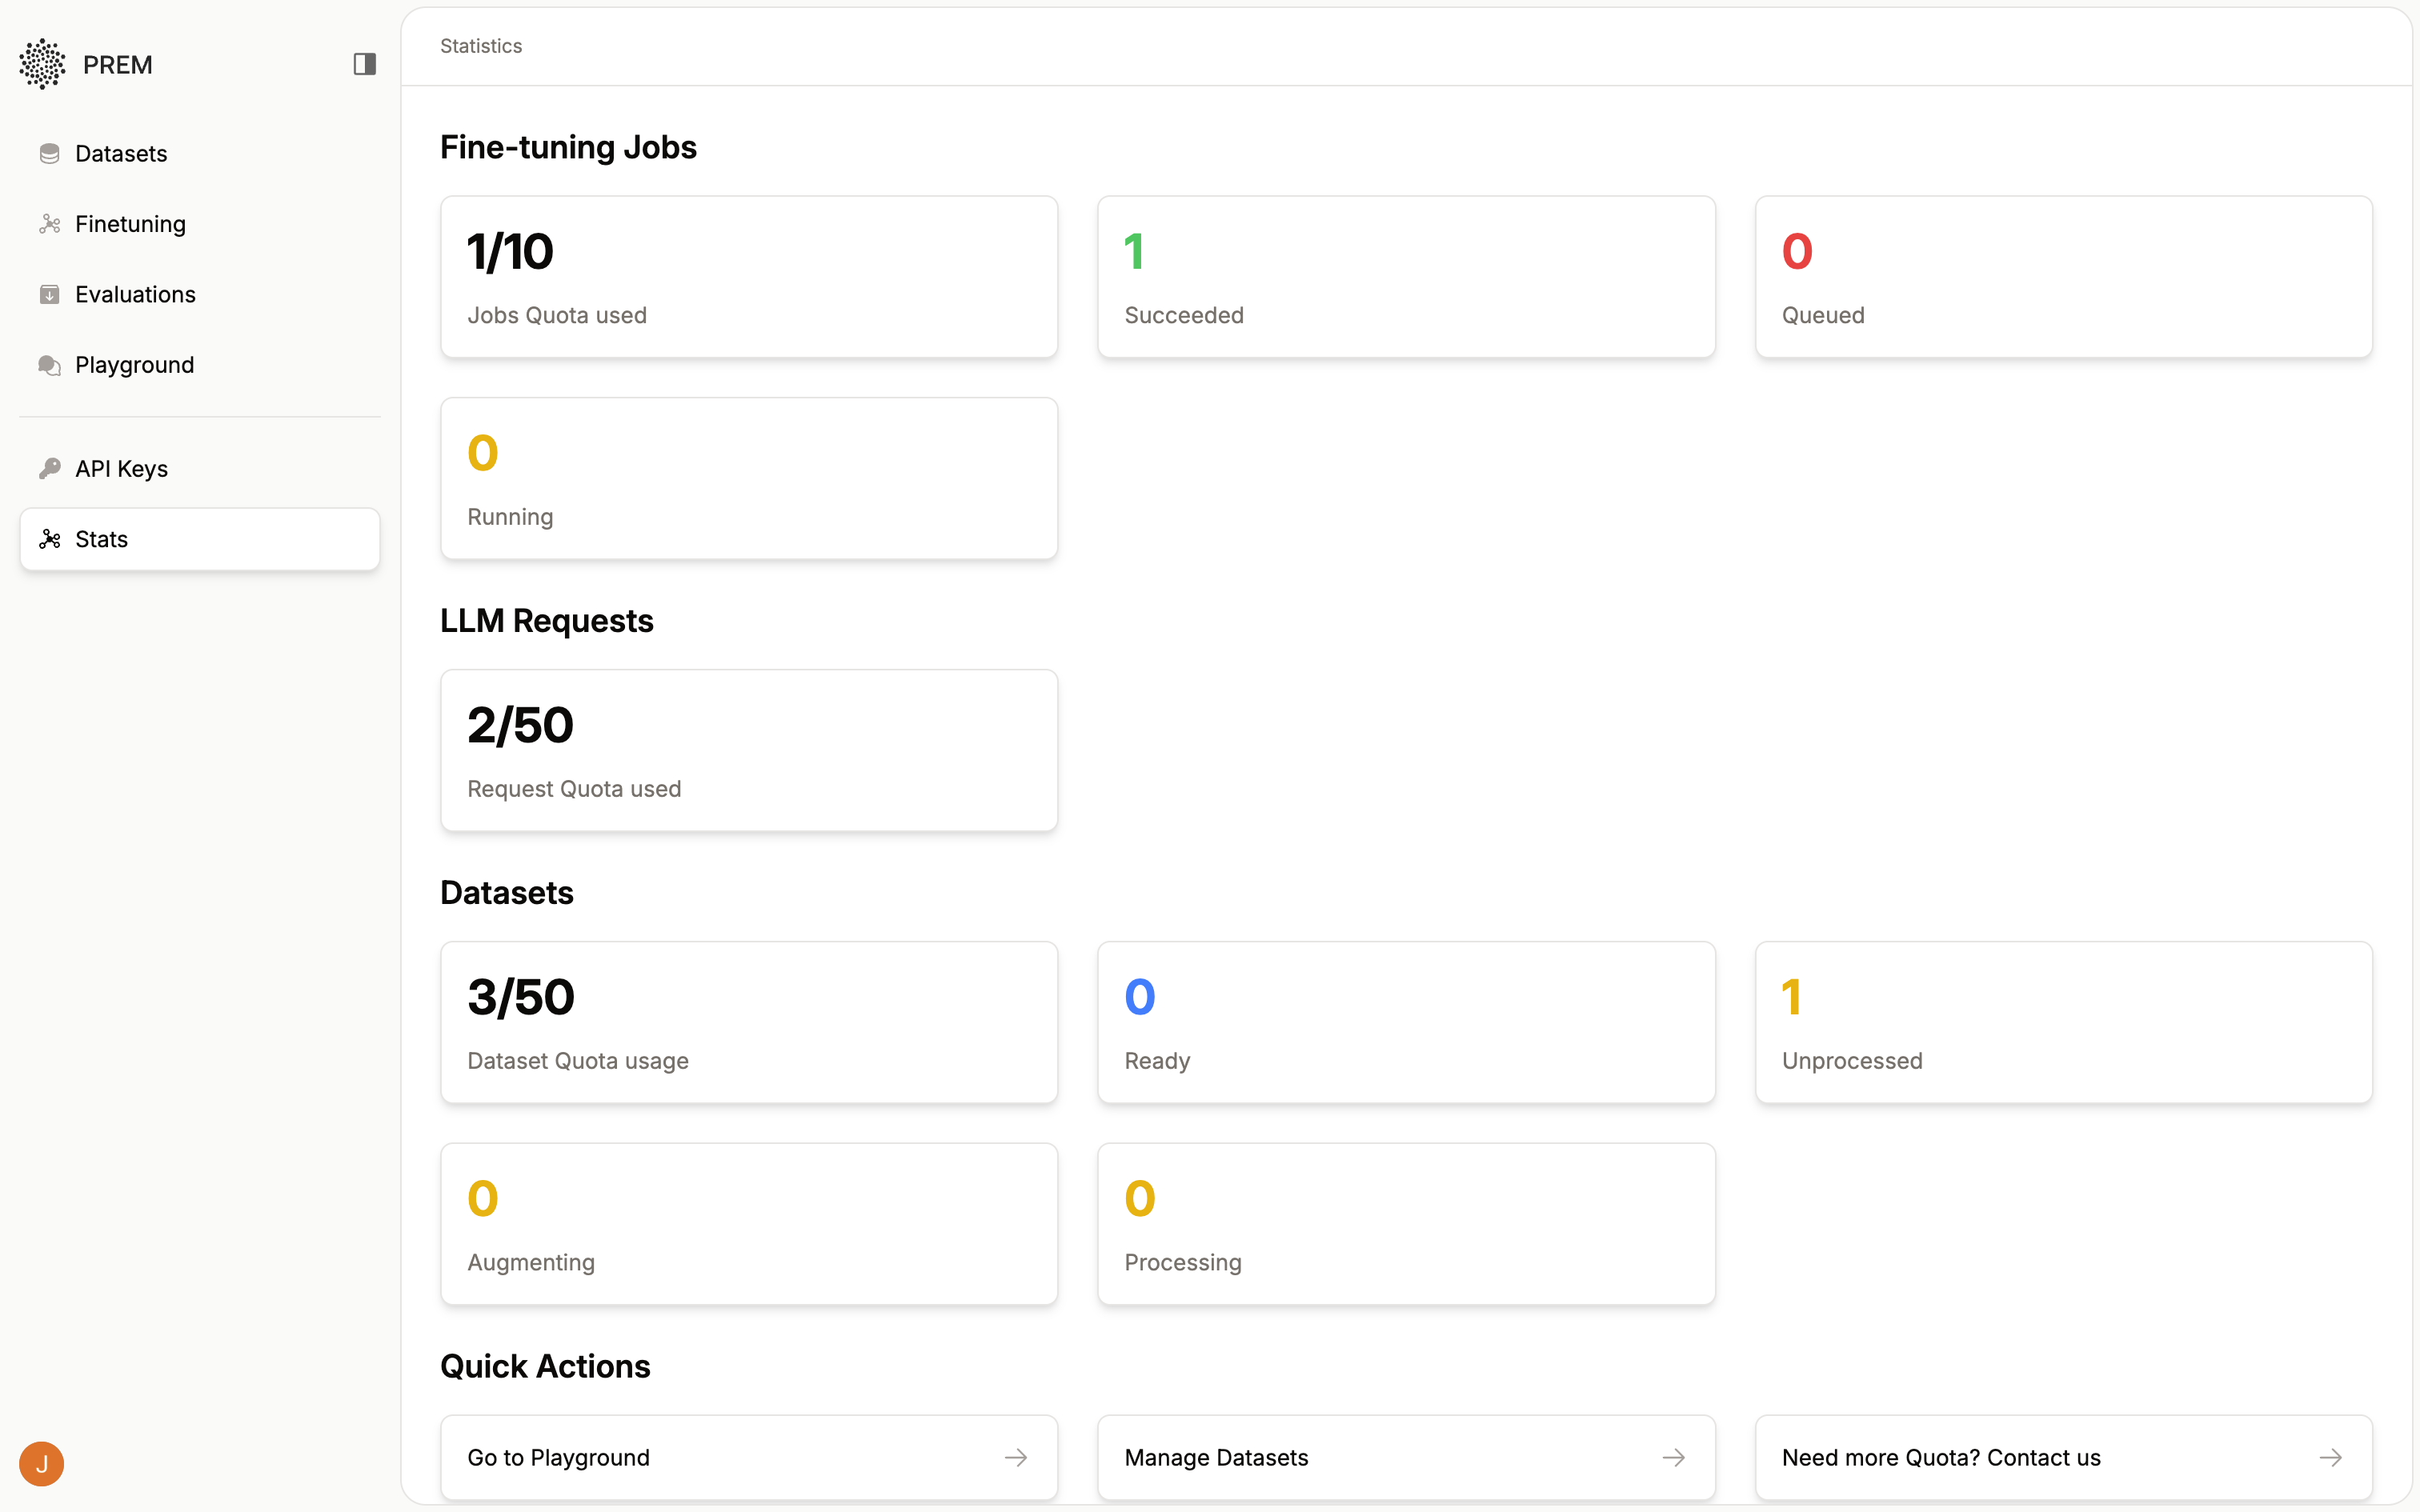 PREM
Datasets
Finetuning
Evaluations
Playground
API Keys
Stats
J
Statistics
Fine-tuning Jobs
1/10
Jobs Quota used
1
Succeeded
0
Queued
0
Running
LLM Requests
2/50
Request Quota used
Datasets
3/50
Dataset Quota usage
0
Ready
1
Unprocessed
0
Augmenting
0
Processing
Quick Actions
Go to Playground
Manage Datasets
Need more Quota? Contact us